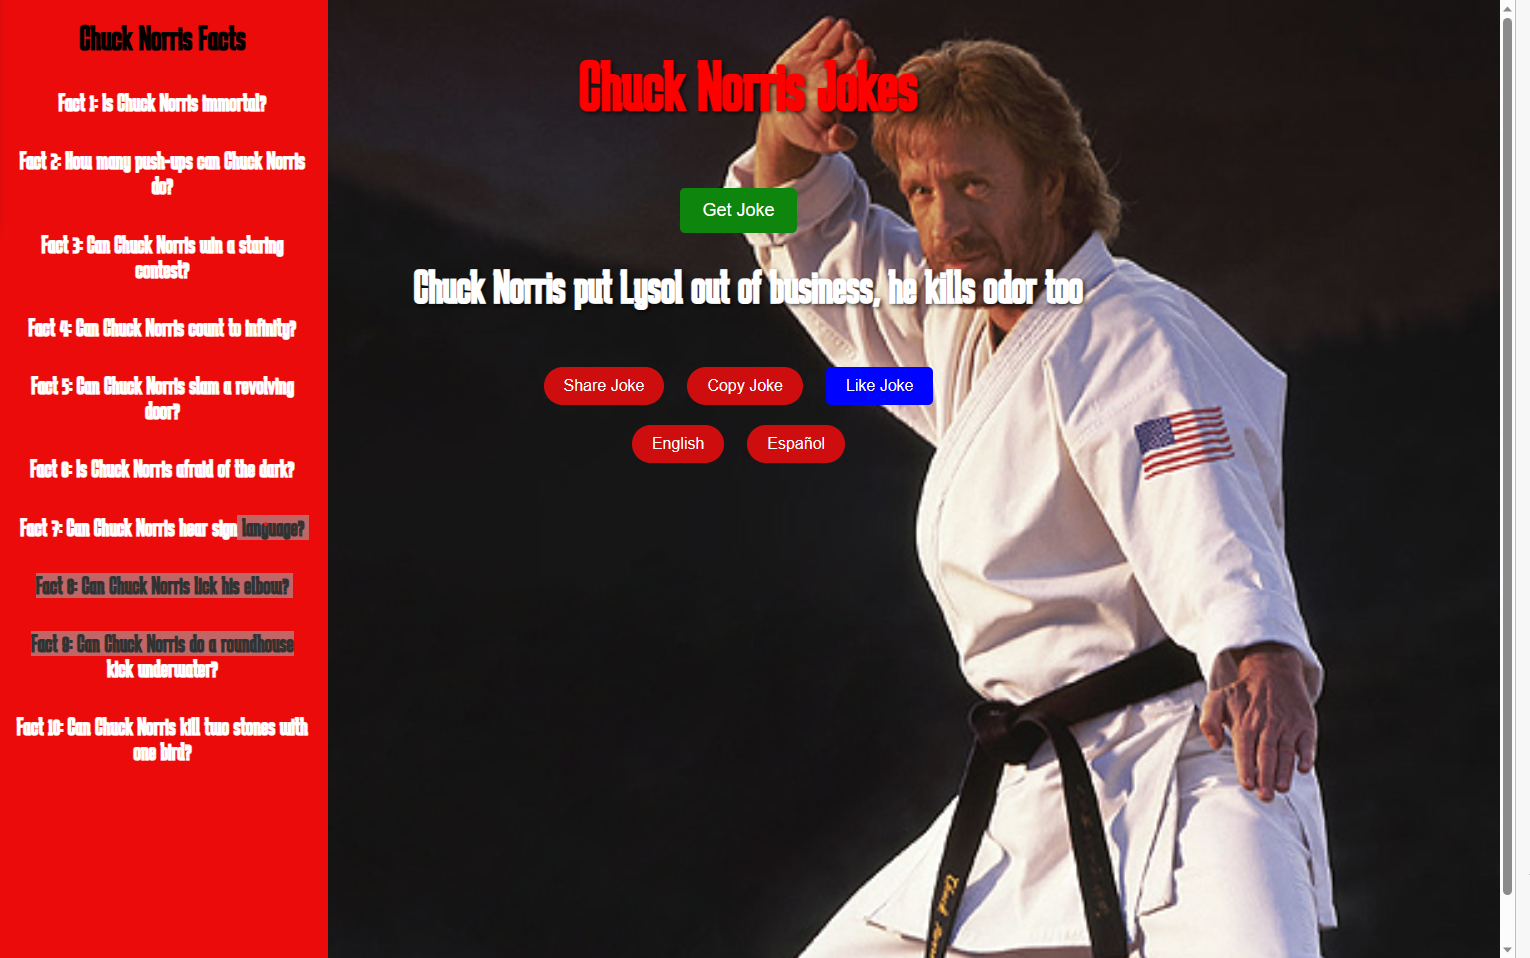 Chuck Norris Facts
Fact 1: Is Chuck Norris immortal?
Fact 2: How many push-ups can Chuck Norris
do?
Fact 3: Can Chuck Norris win a staring
contest?
Fact 4: Can Chuck Norris count to infinity?
Fact 5: Can Chuck Norris slam a revolving
door?
Fact 6: Is Chuck Norris afraid of the dark?
Fact 7: Can Chuck Norris hear sign language?
Fact 8: Can Chuck Norris lick his elbow?
Fact 9: Can Chuck Norris do a roundhouse
kick underwater?
Fact 10: Can Chuck Norris kill two stones with
one bird?
Chuck Norris Jokes
Get Joke
Chuck Norris put Lysol out of business, he kills odor too
Share Joke Copy Joke Like Joke
English Español
Chuck Norris